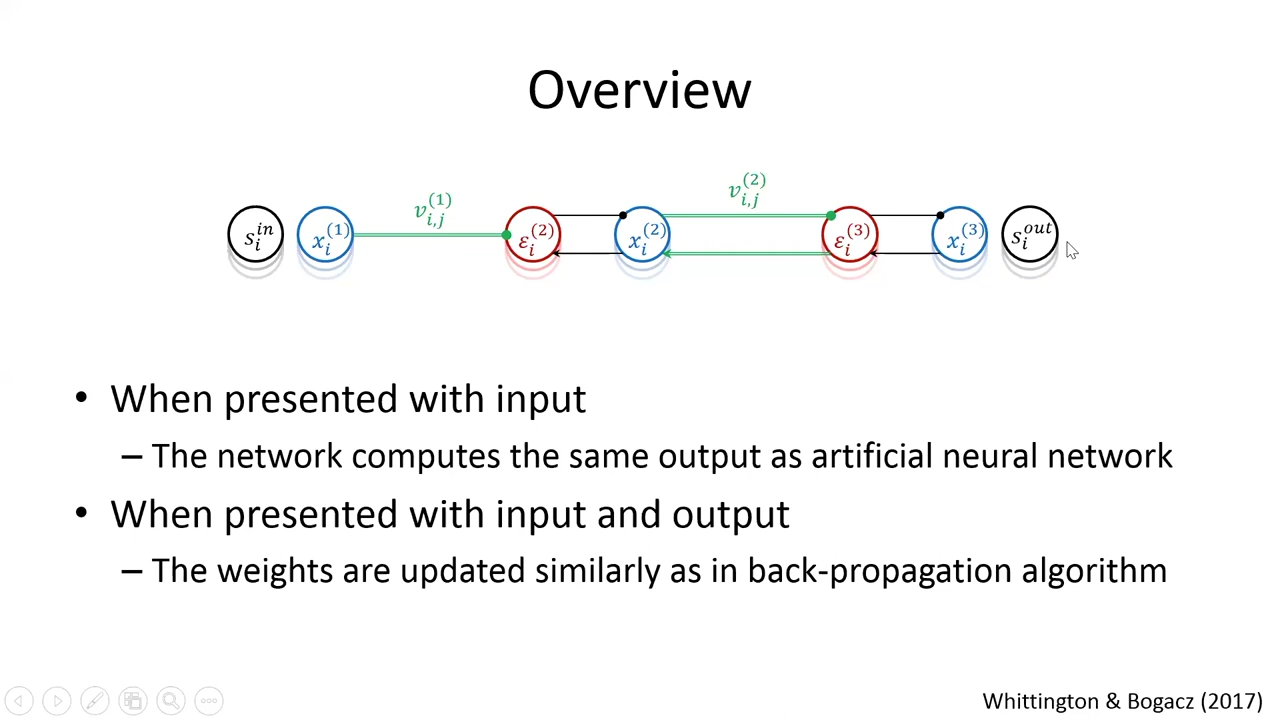 Overview
v_{i,j}^{(1)} v_{i,j}^{(2)}
s_i^{in} x_i^{(1)} ε_i^{(2)} x_i^{(2)} ε_i^{(3)} x_i^{(3)} s_i^{out}
• When presented with input
– The network computes the same output as artificial neural network
• When presented with input and output
– The weights are updated similarly as in back-propagation algorithm
Whittington & Bogacz (2017)